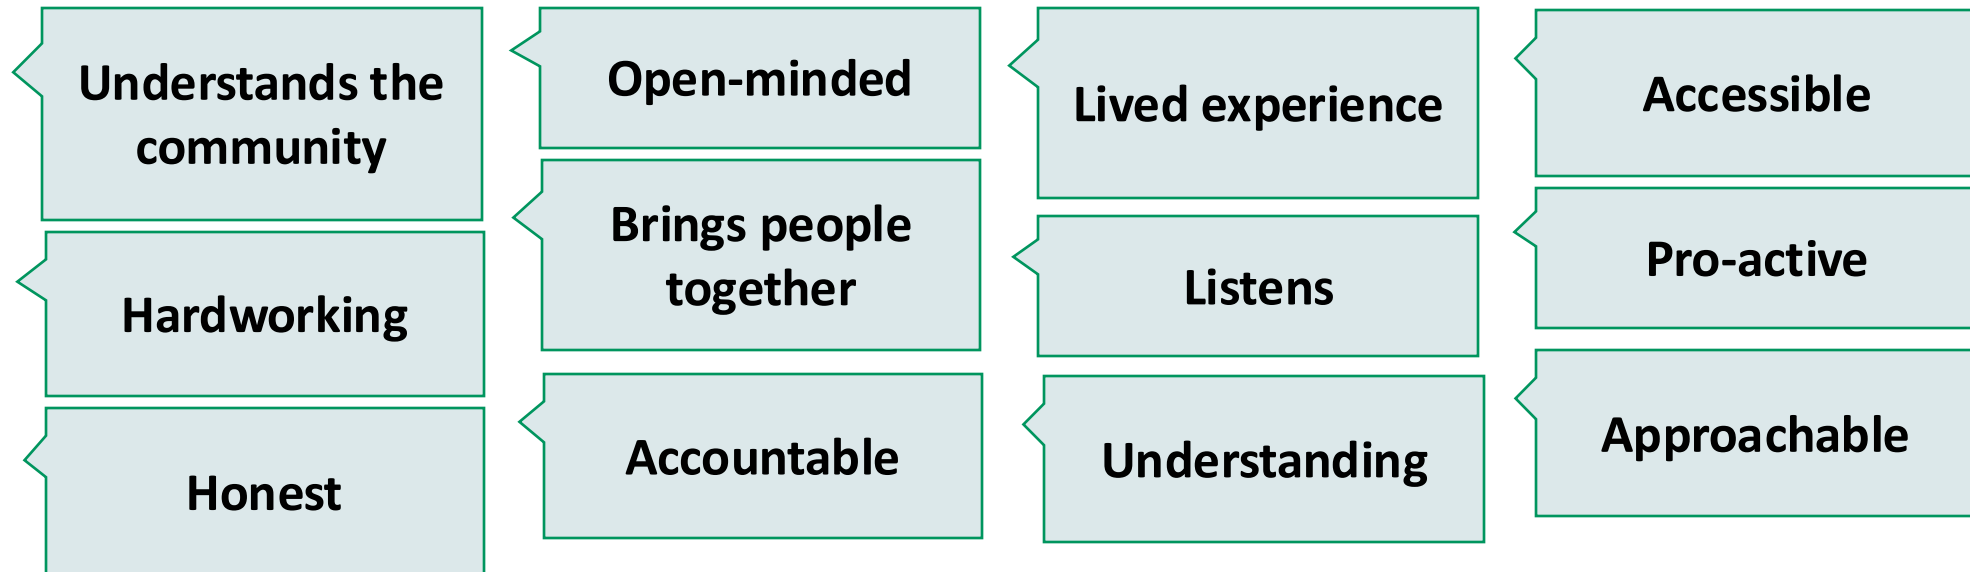 Understands the
community
Hardworking
Honest
Open-minded
Brings people
together
Accountable
Lived experience
Listens
Understanding
Accessible
Pro-active
Approachable